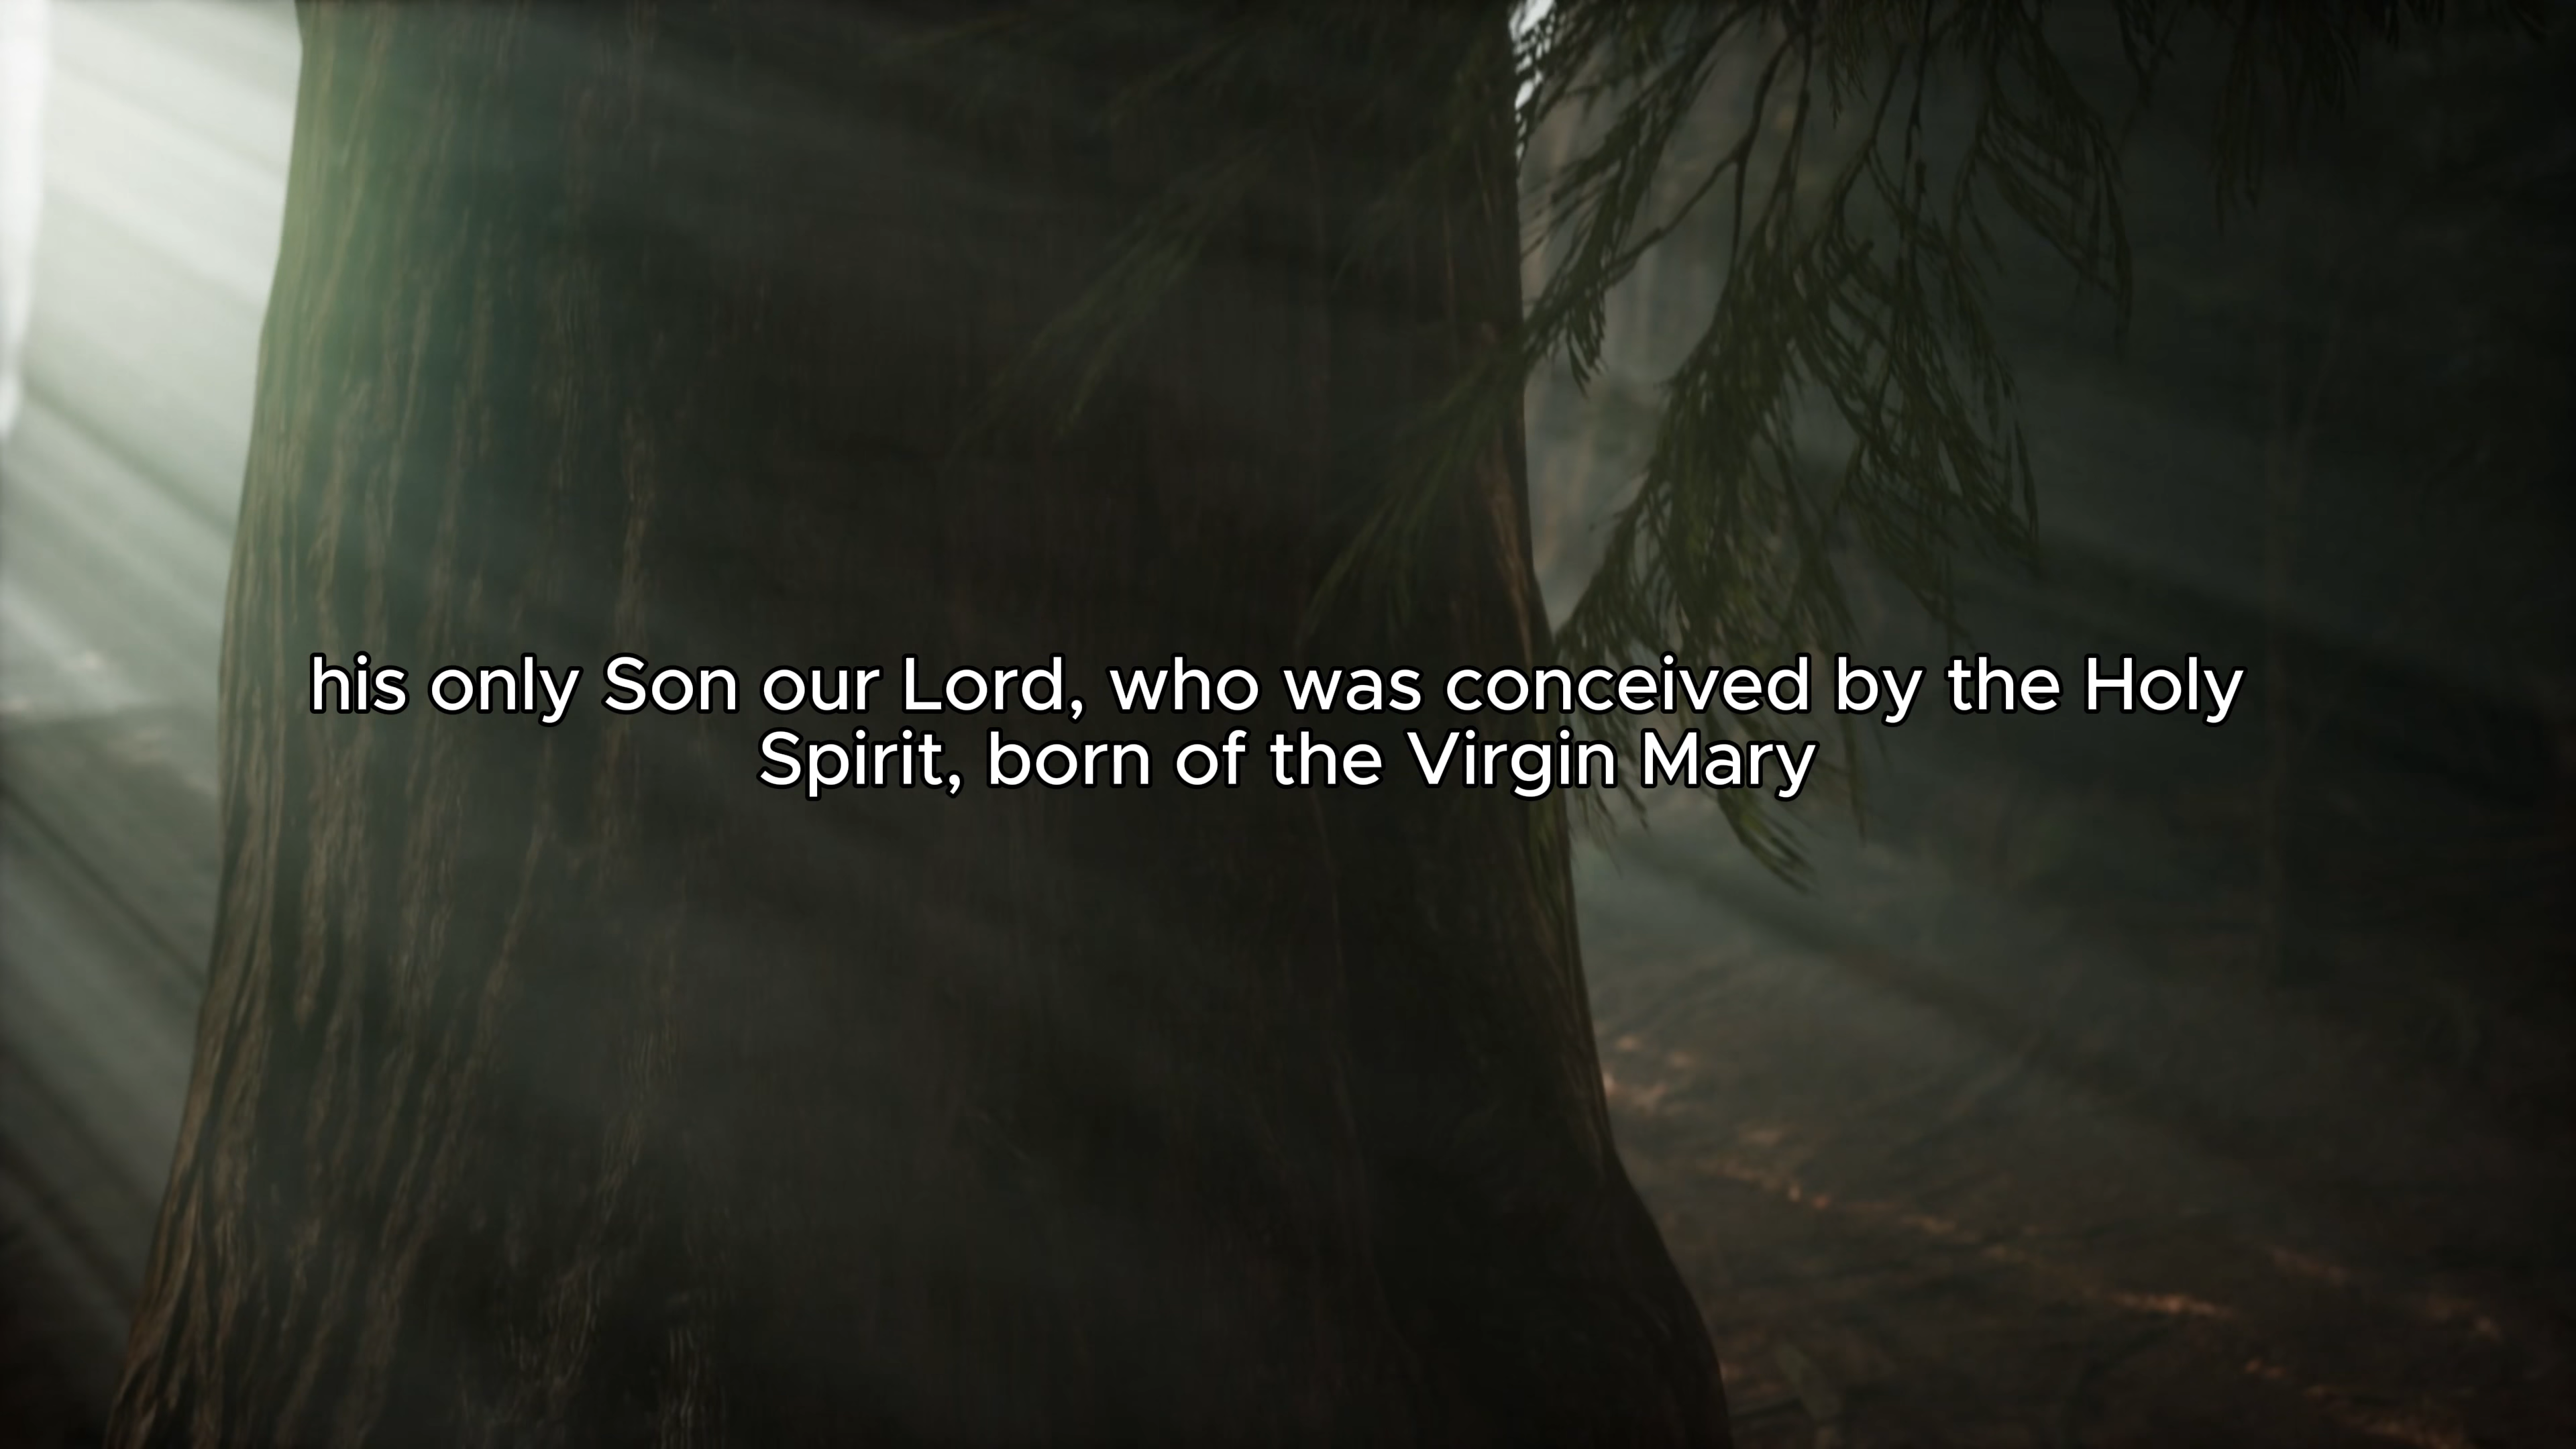 his only Son our Lord, who was conceived by the Holy
Spirit, born of the Virgin Mary